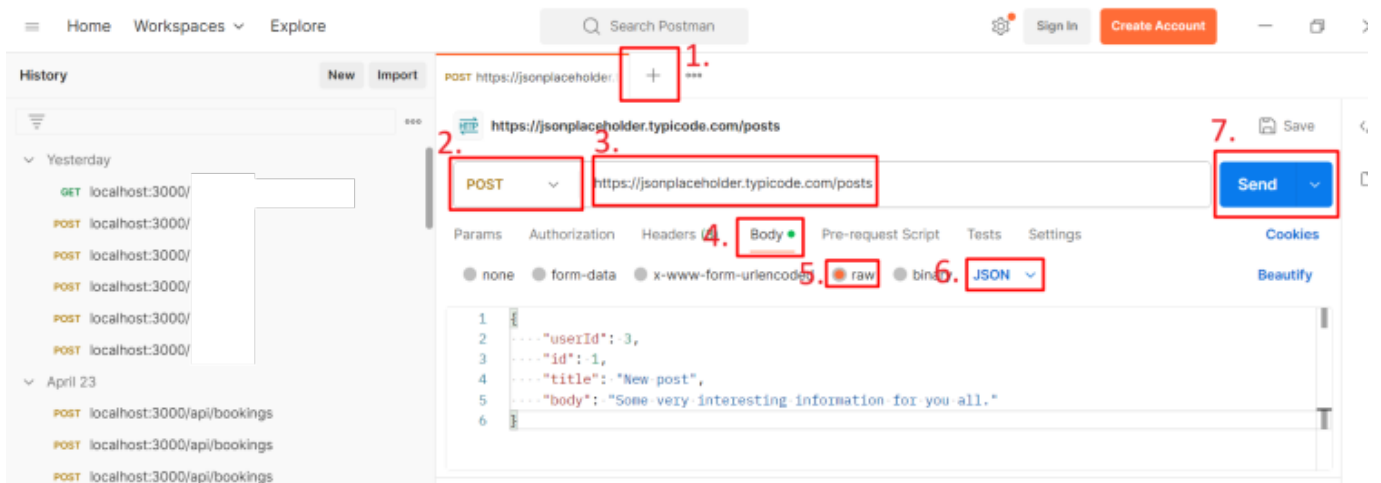 Home Workspaces Explore Search Postman Sign In Create Account
1.
History New Import POST https://jsonplaceholder. + ooo
ooo HTTP https://jsonplaceholder.typicode.com/posts Save
2. 3. 7.
Yesterday
GET localhost:3000/ POST https://jsonplaceholder.typicode.com/posts Send
POST localhost:3000/
4. Params Authorization Headers Body Pre-request Script Tests Settings Cookies
POST localhost:3000/
5. 6. none form-data x-www-form-urlencoded raw binary JSON Beautify
POST localhost:3000/
POST localhost:3000/
1 {
2 "userId": 3,
POST localhost:3000/
3 "id": 1,
April 23
4 "title": "New post",
5 "body": "Some very interesting information for you all."
POST localhost:3000/api/bookings
6 }
POST localhost:3000/api/bookings
POST localhost:3000/api/bookings